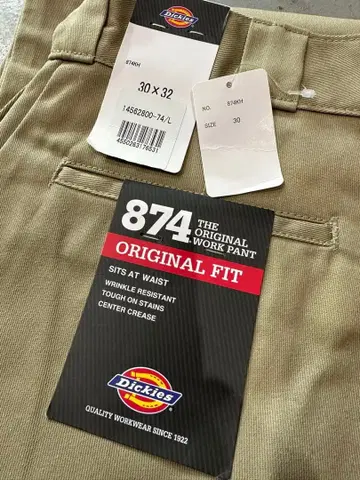 Dickies
874KH
30 × 32
14562800-74/L
4550283176531
NO. 874KH
SIZE 30
874
THE
ORIGINAL
WORK PANT
ORIGINAL FIT
SITS AT WAIST
WRINKLE RESISTANT
TOUGH ON STAINS
CENTER CREASE
Dickies
QUALITY WORKWEAR SINCE 1922